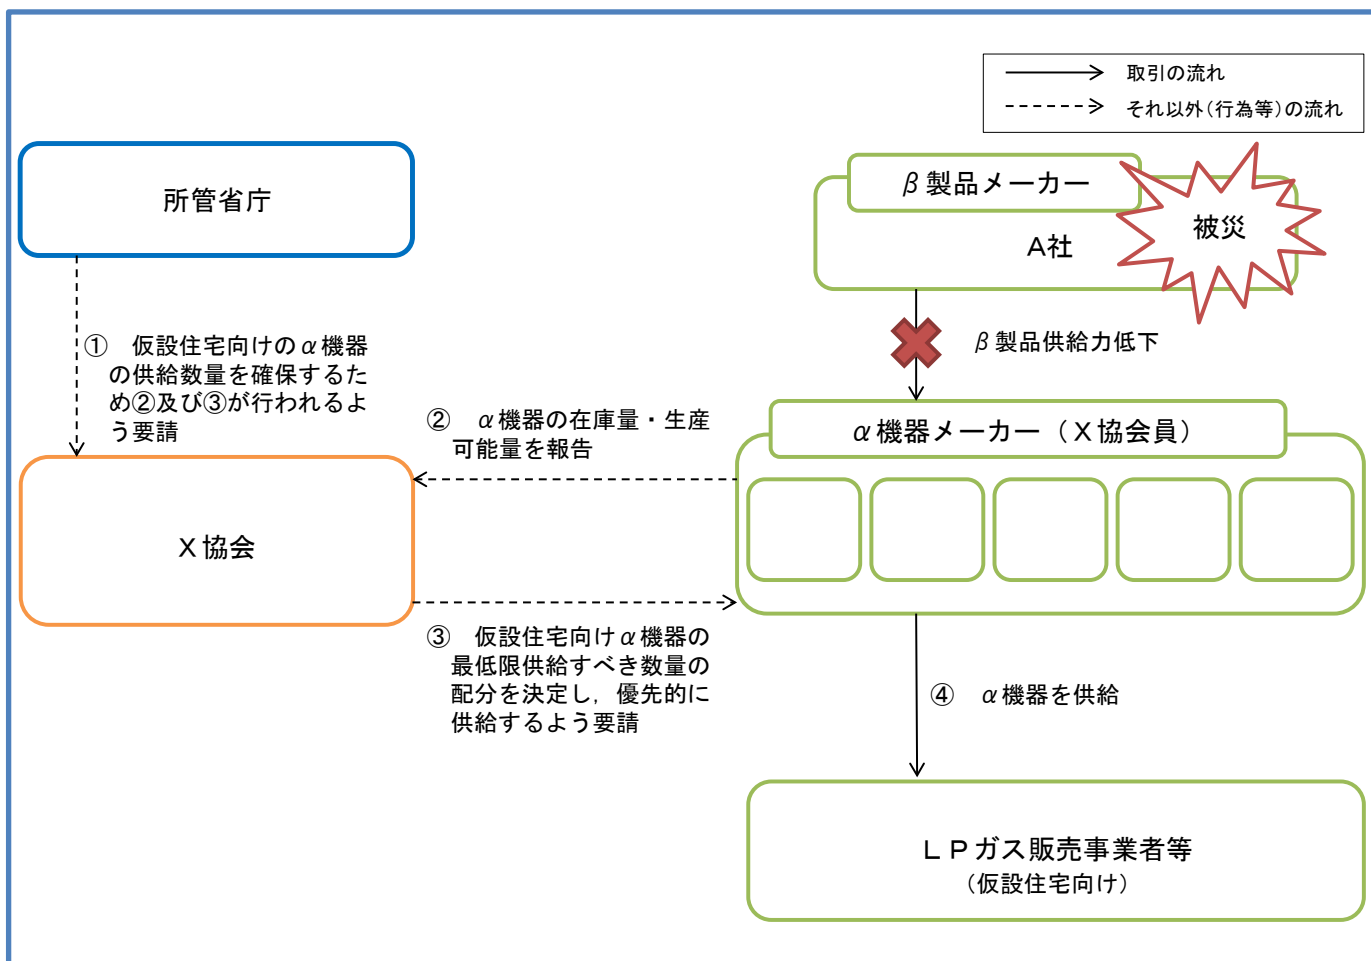 取引の流れ
それ以外(行為等)の流れ
所管省庁
β製品メーカー
A社
被災
β製品供給力低下
① 仮設住宅向けのα機器
の供給数量を確保するた
め②及び③が行われるよ
う要請
② α機器の在庫量・生産
可能量を報告
α機器メーカー(X協会員)
X協会
③ 仮設住宅向けα機器の
最低限供給すべき数量の
配分を決定し,優先的に
供給するよう要請
④ α機器を供給
LPガス販売事業者等
(仮設住宅向け)